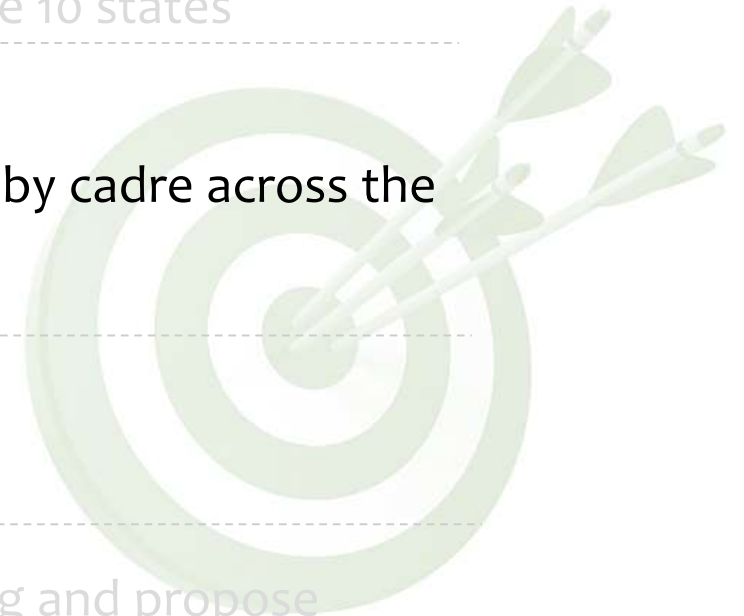 e 10 states
by cadre across the
g and propose